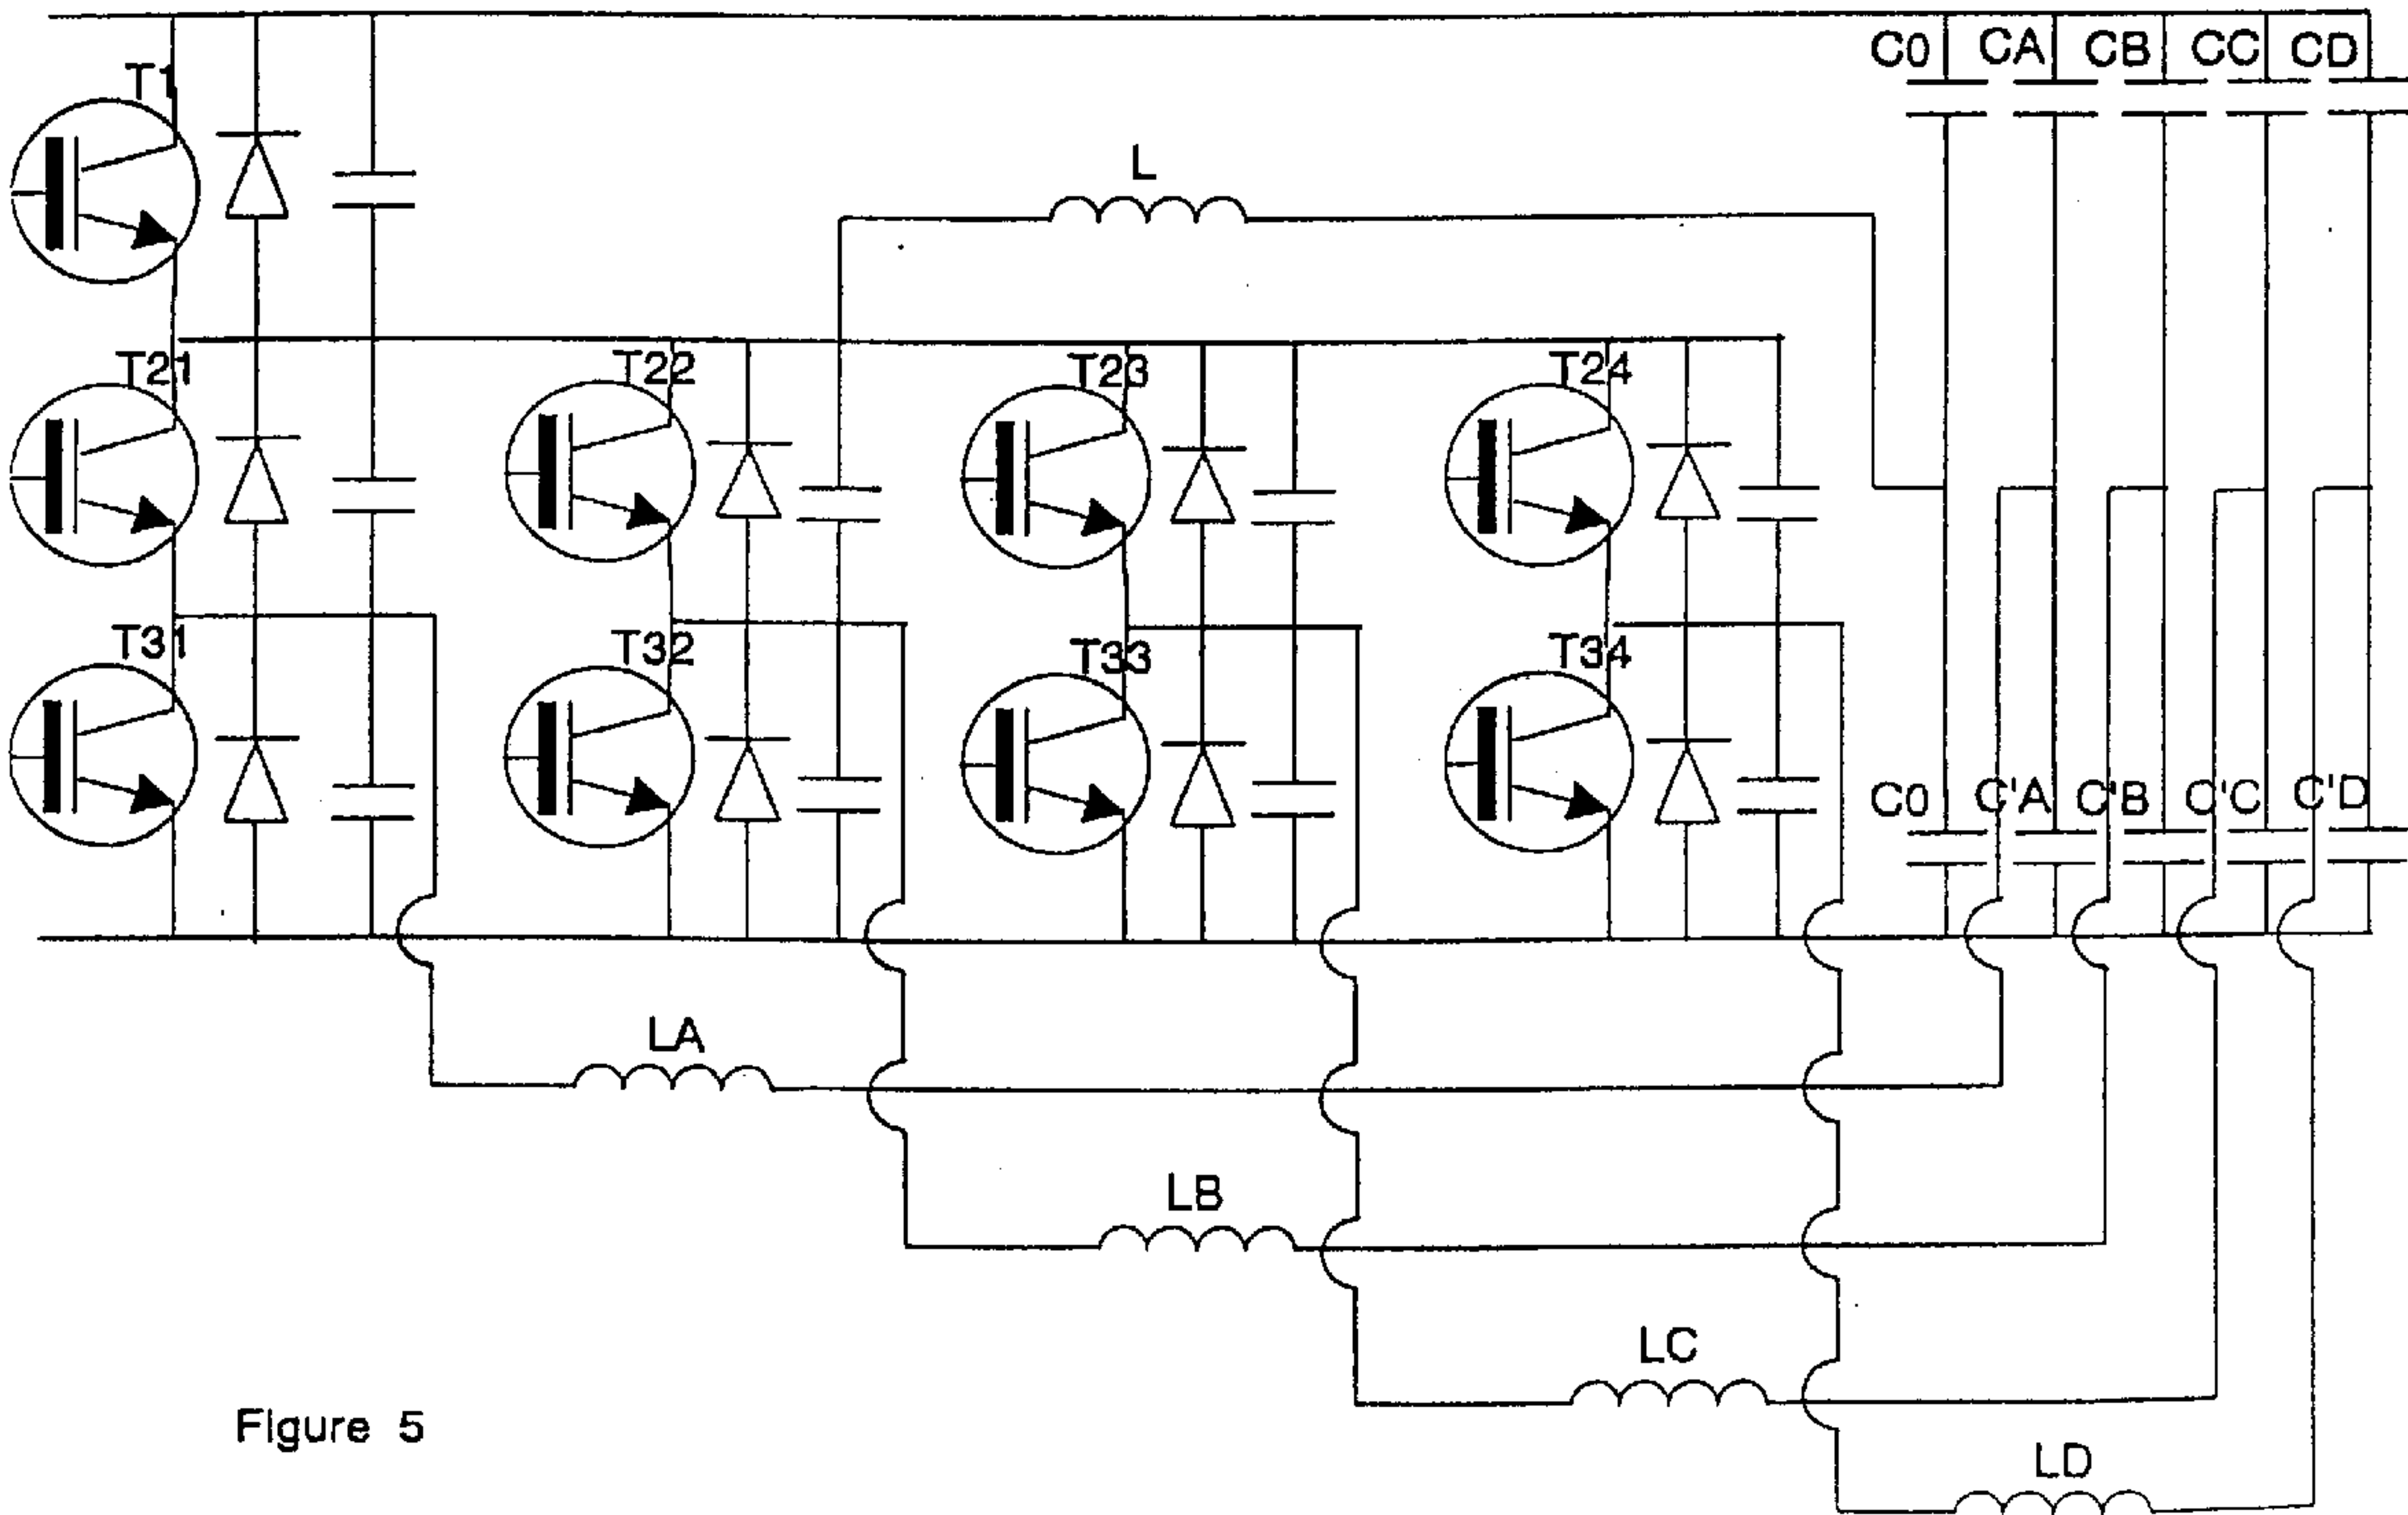 C0 CA CB CC CD
T1
L
T21 T22 T23 T24
T31 T32 T33 T34
C0 C'A C'B C'C C'D
LA
LB
LC
Figure 5
LD